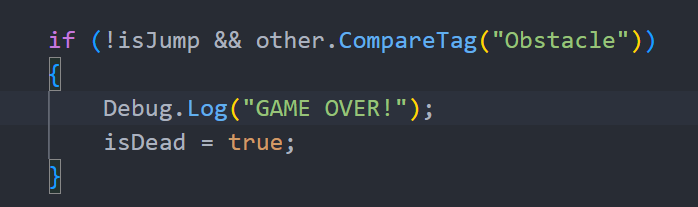 if (!isJump && other.CompareTag("Obstacle"))
{
    Debug.Log("GAME OVER!");
    isDead = true;
}